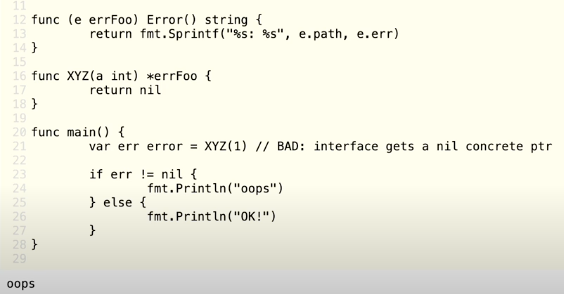 11
12 func (e errFoo) Error() string {
13         return fmt.Sprintf("%s: %s", e.path, e.err)
14 }
15
16 func XYZ(a int) *errFoo {
17         return nil
18 }
19
20 func main() {
21         var err error = XYZ(1) // BAD: interface gets a nil concrete ptr
22
23         if err != nil {
24                 fmt.Println("oops")
25         } else {
26                 fmt.Println("OK!")
27         }
28 }
29
oops